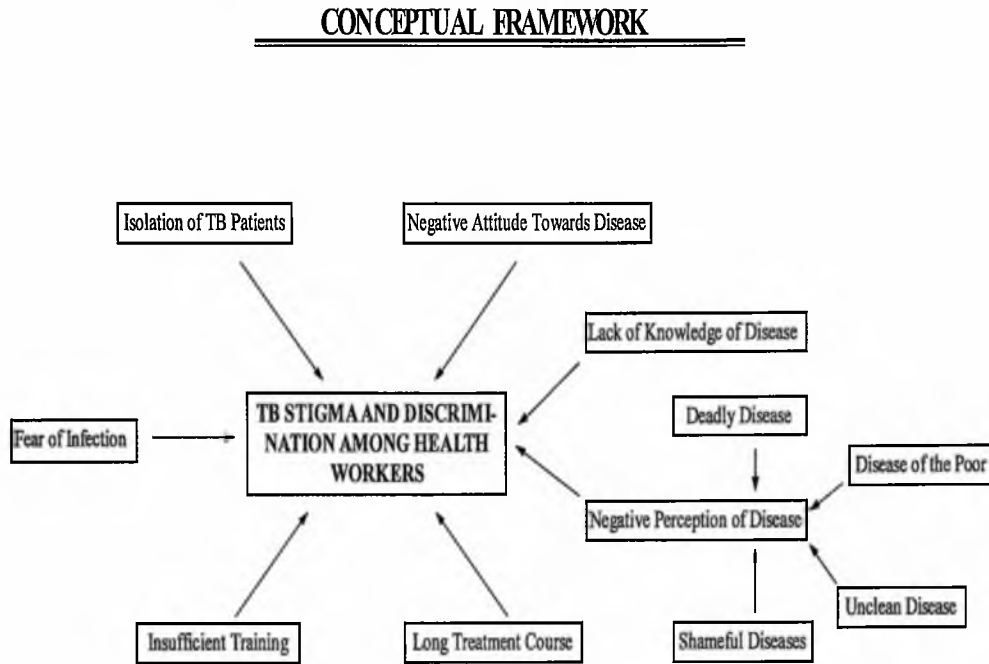 CONCEPTUAL FRAMEWORK
Isolation of TB Patients
Negative Attitude Towards Disease
Lack of Knowledge of Disease
TB STIGMA AND DISCRIMI-
NATION AMONG HEALTH
WORKERS
Deadly Disease
Fear of Infection
Disease of the Poor
Negative Perception of Disease
Unclean Disease
Insufficient Training
Long Treatment Course
Shameful Diseases